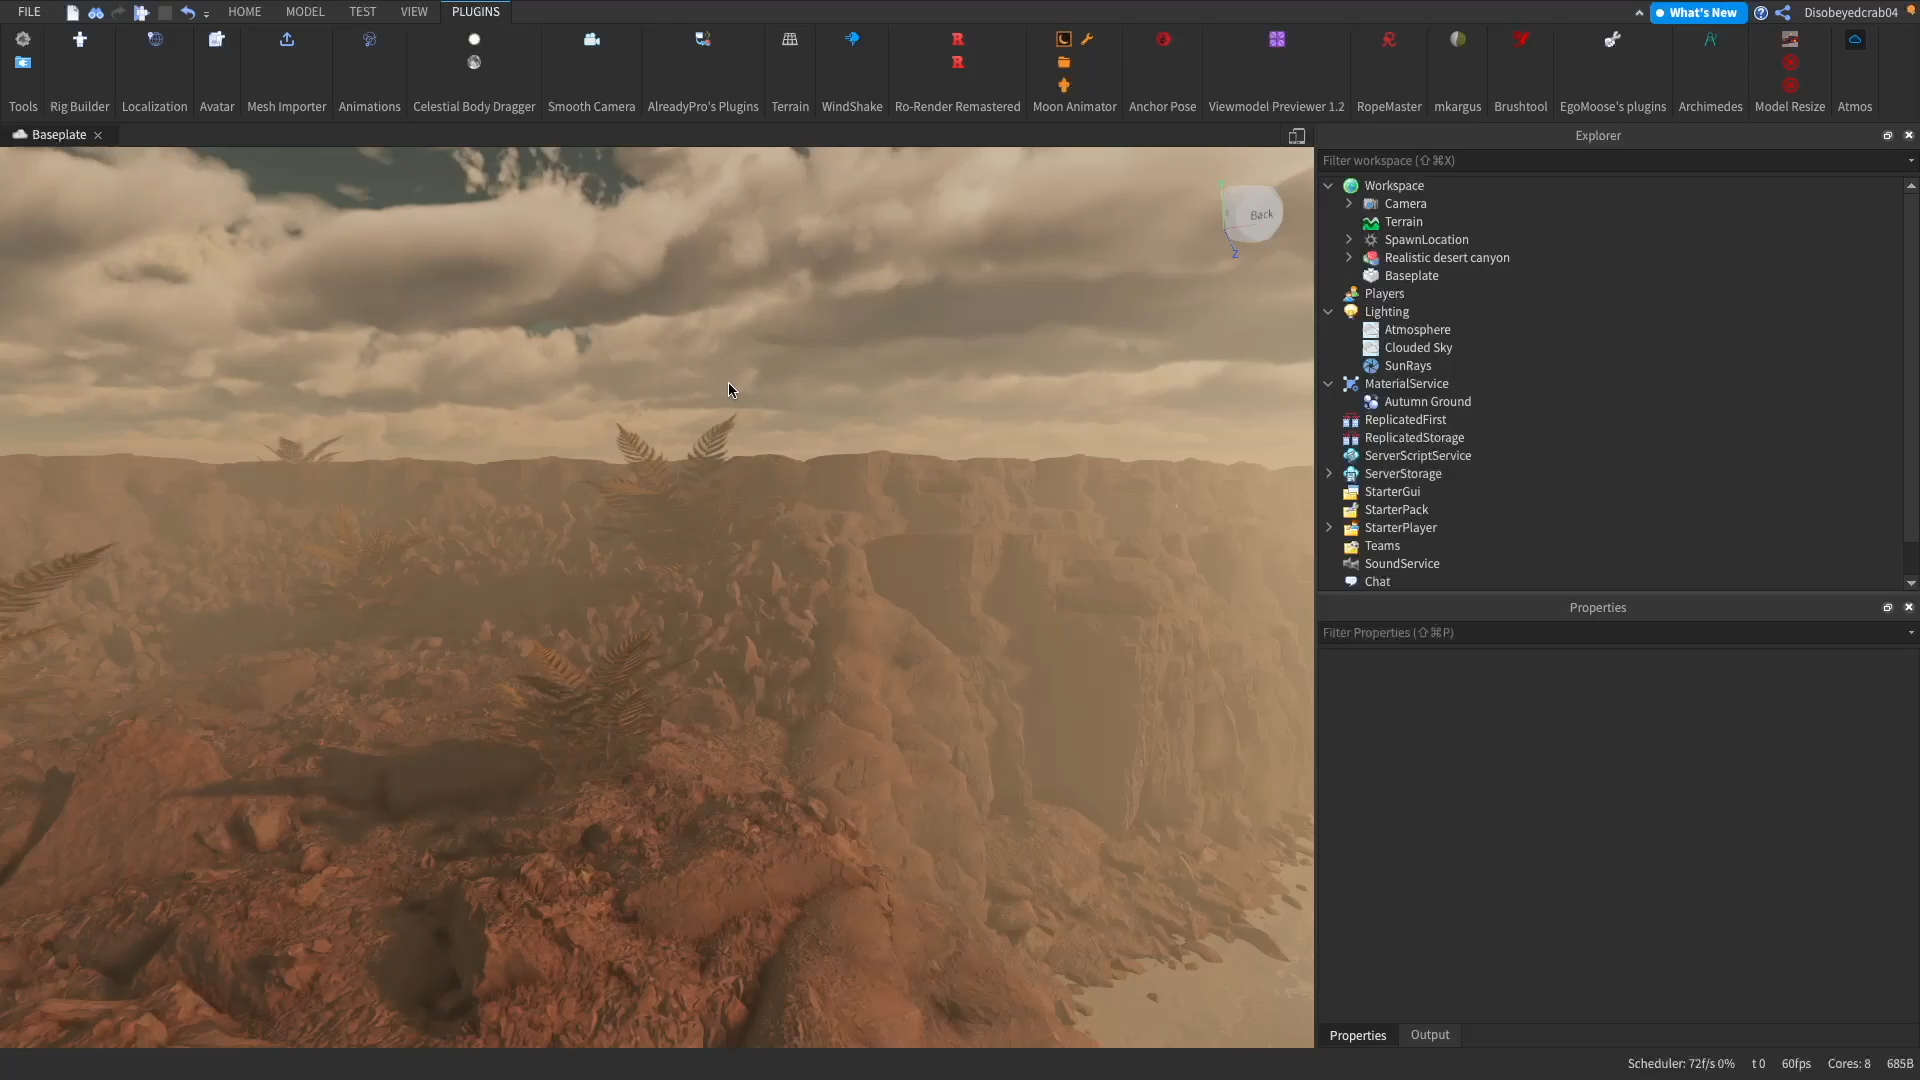 FILE HOME MODEL TEST VIEW PLUGINS What's New Disobeyedcrab04
Tools Rig Builder Localization Avatar Mesh Importer Animations Celestial Body Dragger Smooth Camera AlreadyPro's Plugins Terrain WindShake Ro-Render Remastered Moon Animator Anchor Pose Viewmodel Previewer 1.2 RopeMaster mkargus Brushtool EgoMoose's plugins Archimedes Model Resize Atmos
Baseplate
Back
Z
Explorer
Filter workspace (⇧⌘X)
Workspace
Camera
Terrain
SpawnLocation
Realistic desert canyon
Baseplate
Players
Lighting
Atmosphere
Clouded Sky
SunRays
MaterialService
Autumn Ground
ReplicatedFirst
ReplicatedStorage
ServerScriptService
ServerStorage
StarterGui
StarterPack
StarterPlayer
Teams
SoundService
Chat
Properties
Filter Properties (⇧⌘P)
Properties Output
Scheduler: 72f/s 0% t 0 60fps Cores: 8 685B